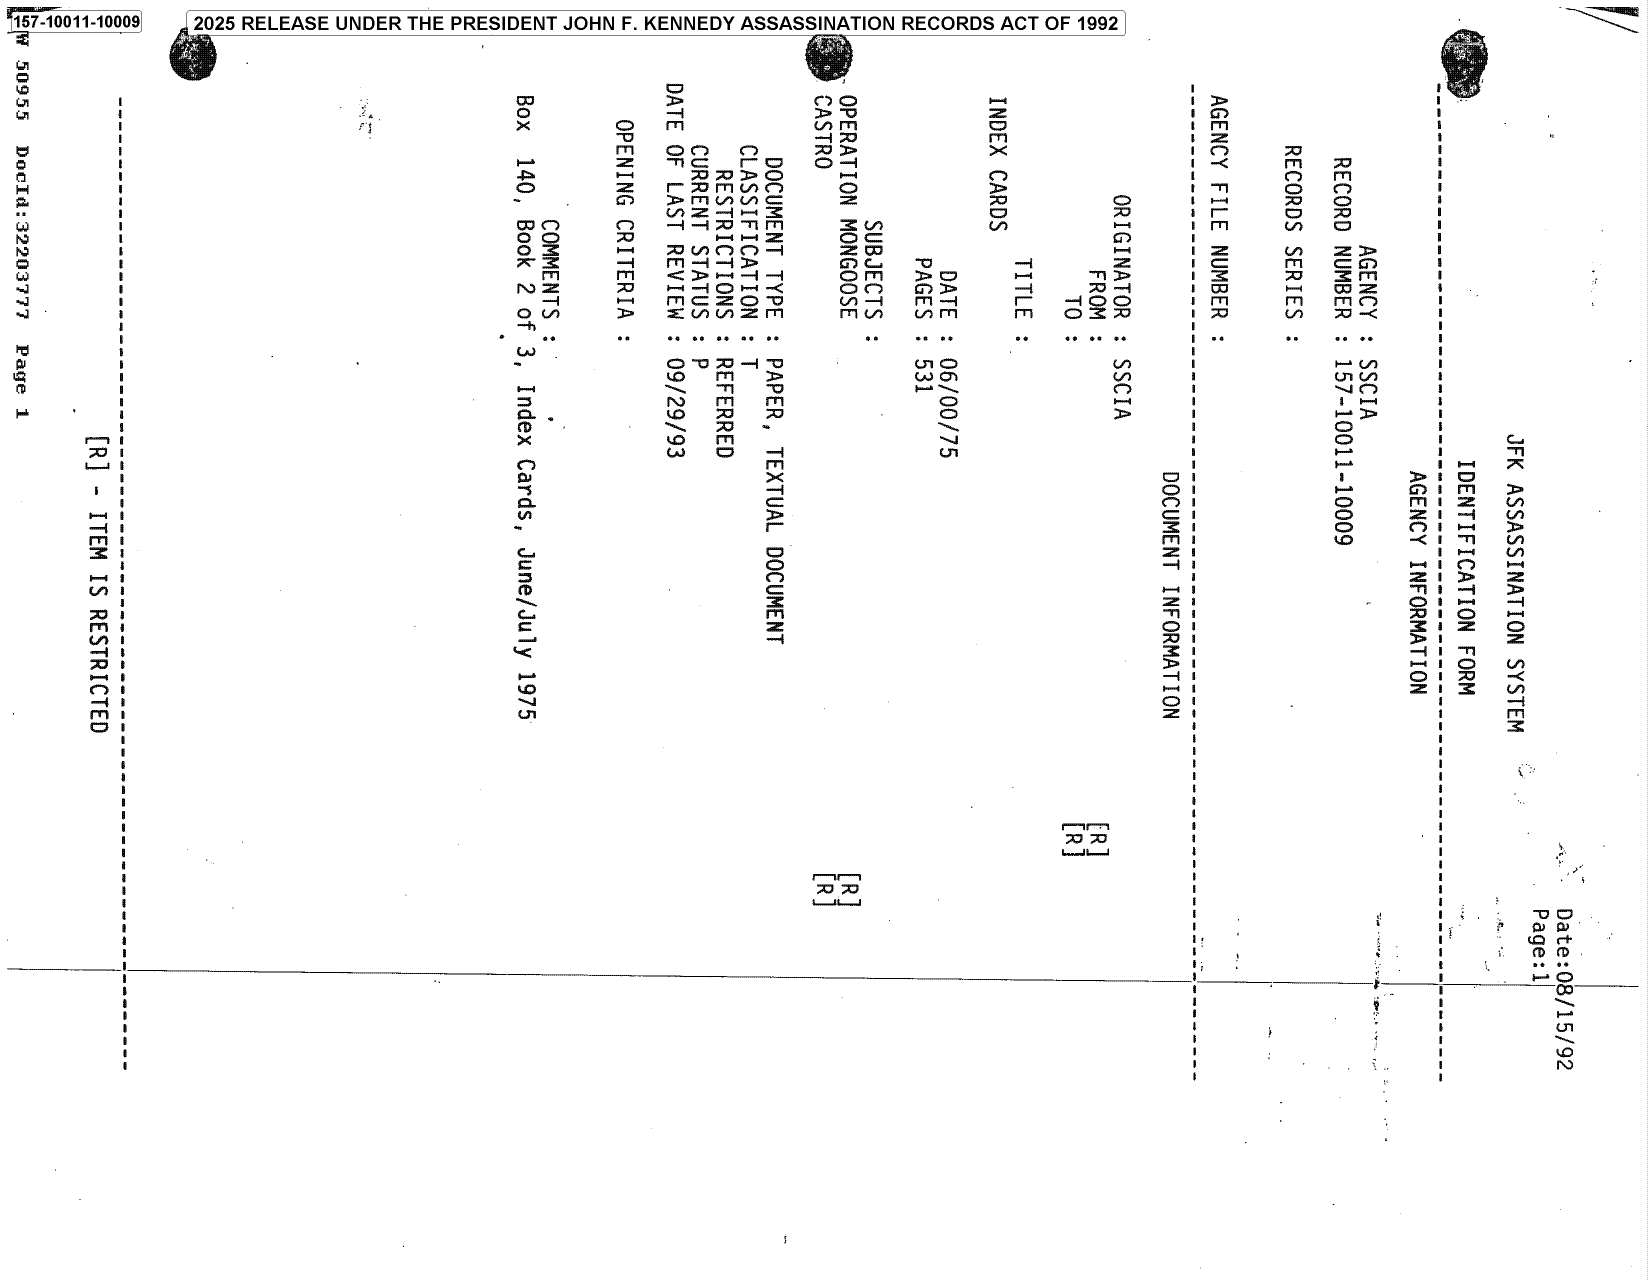 157-10011-10009
2025 RELEASE UNDER THE PRESIDENT JOHN F. KENNEDY ASSASSINATION RECORDS ACT OF 1992
Date:08/15/92
Page:1
JFK ASSASSINATION SYSTEM
IDENTIFICATION FORM
AGENCY INFORMATION
AGENCY : SSCIA
RECORD NUMBER : 157-10011-10009
RECORDS SERIES :
AGENCY FILE NUMBER :
DOCUMENT INFORMATION
ORIGINATOR : SSCIA
FROM : [R]
TO : [R]
TITLE :
INDEX CARDS
DATE : 06/00/75
PAGES : 531
SUBJECTS :
OPERATION MONGOOSE [R]
CASTRO [R]
DOCUMENT TYPE : PAPER, TEXTUAL DOCUMENT
CLASSIFICATION : T
RESTRICTIONS : REFERRED
CURRENT STATUS : P
DATE OF LAST REVIEW : 09/29/93
OPENING CRITERIA :
COMMENTS :
Box 140, Book 2 of 3, Index Cards, June/July 1975
[R] - ITEM IS RESTRICTED
W 50955 DocId:32203777 Page 1